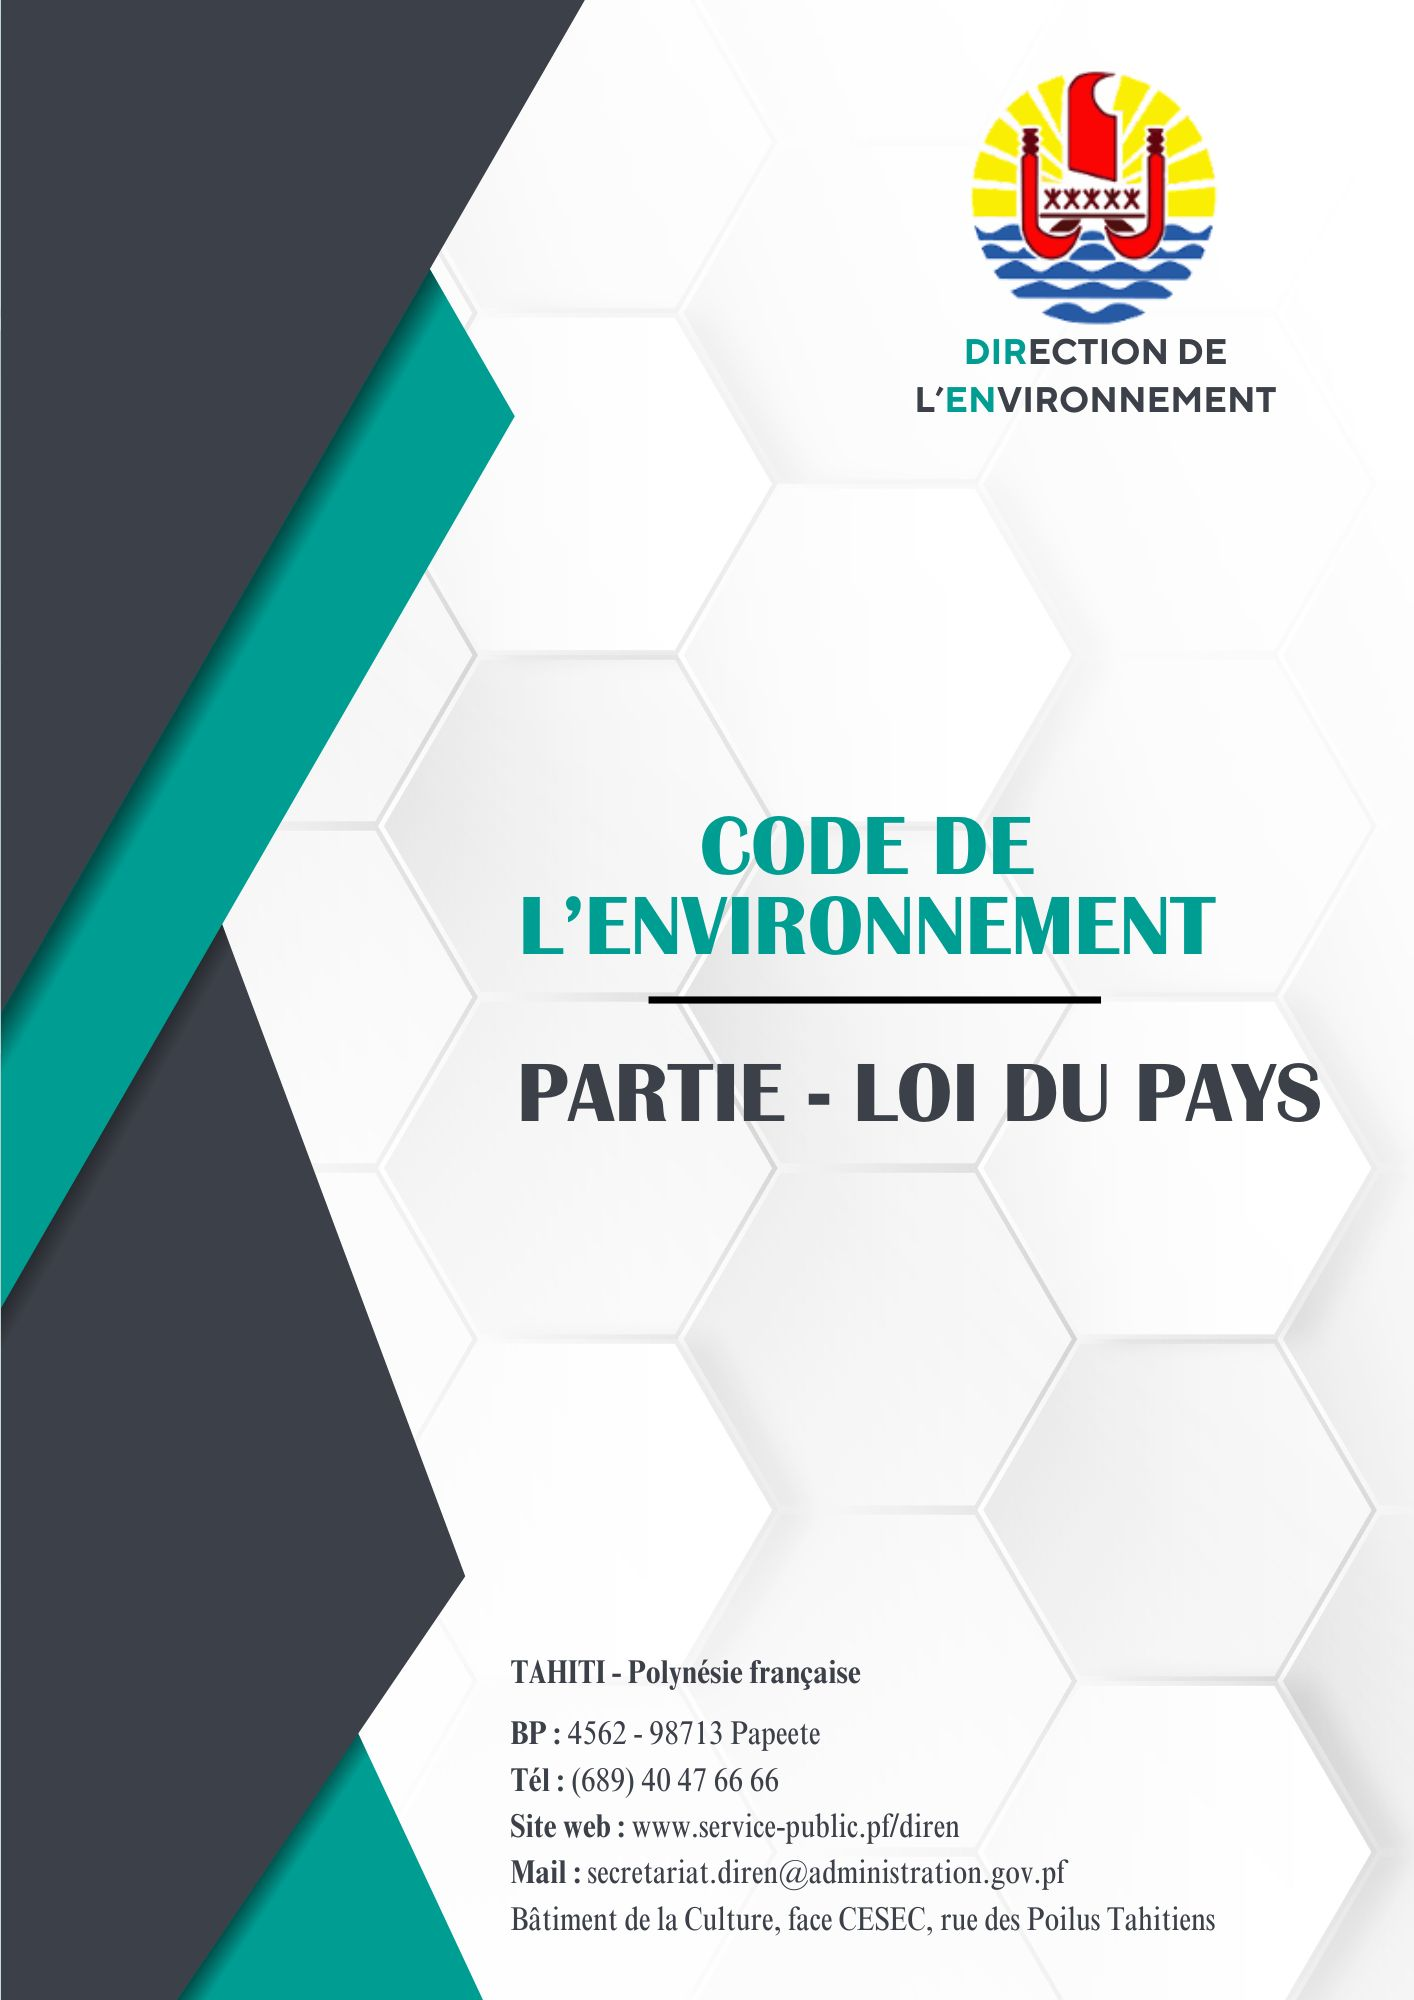 DIRECTION DE
L'ENVIRONNEMENT
CODE DE
L'ENVIRONNEMENT
PARTIE - LOI DU PAYS
TAHITI - Polynésie française
BP : 4562 - 98713 Papeete
Tél : (689) 40 47 66 66
Site web : www.service-public.pf/diren
Mail : secretariat.diren@administration.gov.pf
Bâtiment de la Culture, face CESEC, rue des Poilus Tahitiens